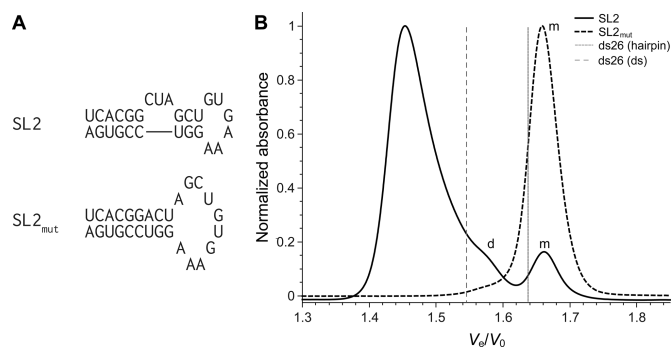 A
B
CUA GU
UCACGG GCU G
SL2
AGUGCC UGG A
AA
GC
A U
UCACGGACU G
SL2mut
AGUGCCUGG U
A G
AA
Normalized absorbance
1
0.8
0.6
0.4
0.2
0
1.3 1.4 1.5 1.6 1.7 1.8
Ve/V0
m
d
m
SL2
SL2mut
ds26 (hairpin)
ds26 (ds)